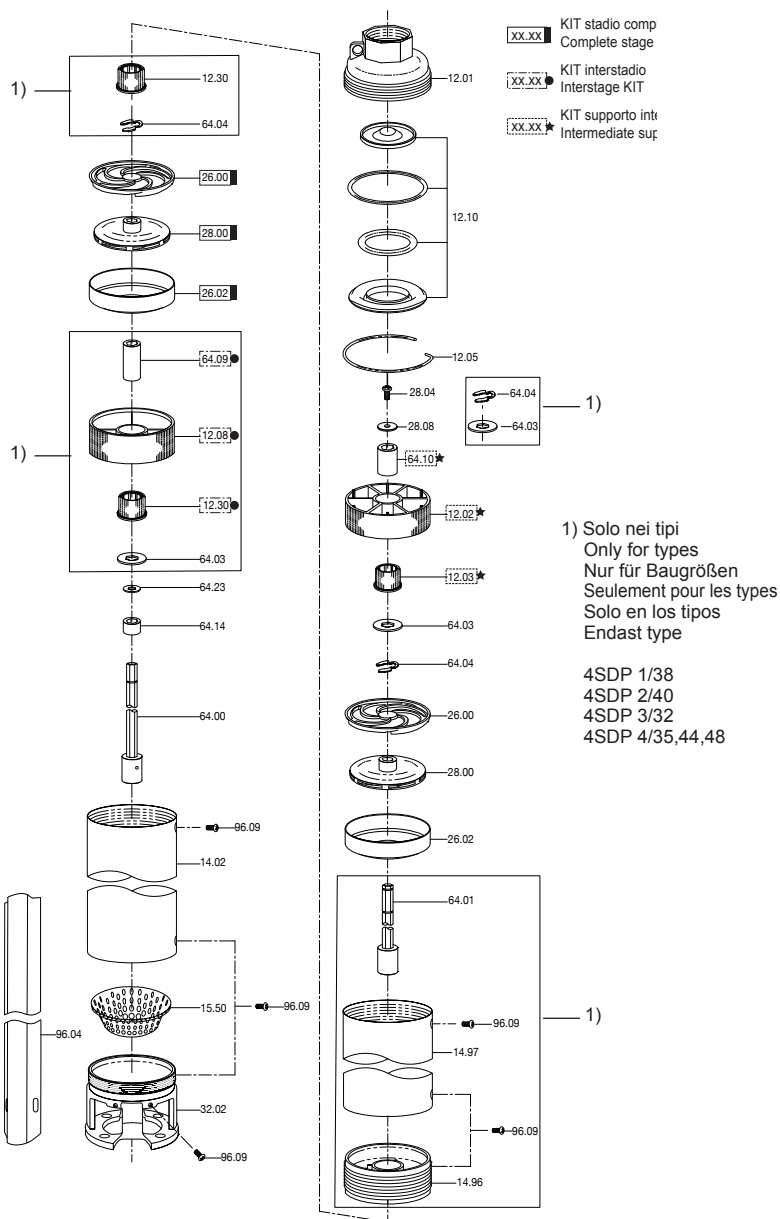 1)
12.30
64.04
26.00
28.00
26.02
1)
64.09
12.08
12.30
64.03
64.23
64.14
64.00
96.09
14.02
15.50
96.09
96.04
32.02
96.09
12.01
12.10
12.05
28.04
28.08
64.10
12.02
12.03
64.03
64.04
26.00
28.00
26.02
64.01
96.09
14.97
96.09
14.96
1)
64.04
64.03
1)
XX.XX KIT stadio comp
Complete stage
XX.XX KIT interstadio
Interstage KIT
XX.XX KIT supporto inte
Intermediate sup
1) Solo nei tipi
Only for types
Nur für Baugrößen
Seulement pour les types
Solo en los tipos
Endast type
4SDP 1/38
4SDP 2/40
4SDP 3/32
4SDP 4/35,44,48